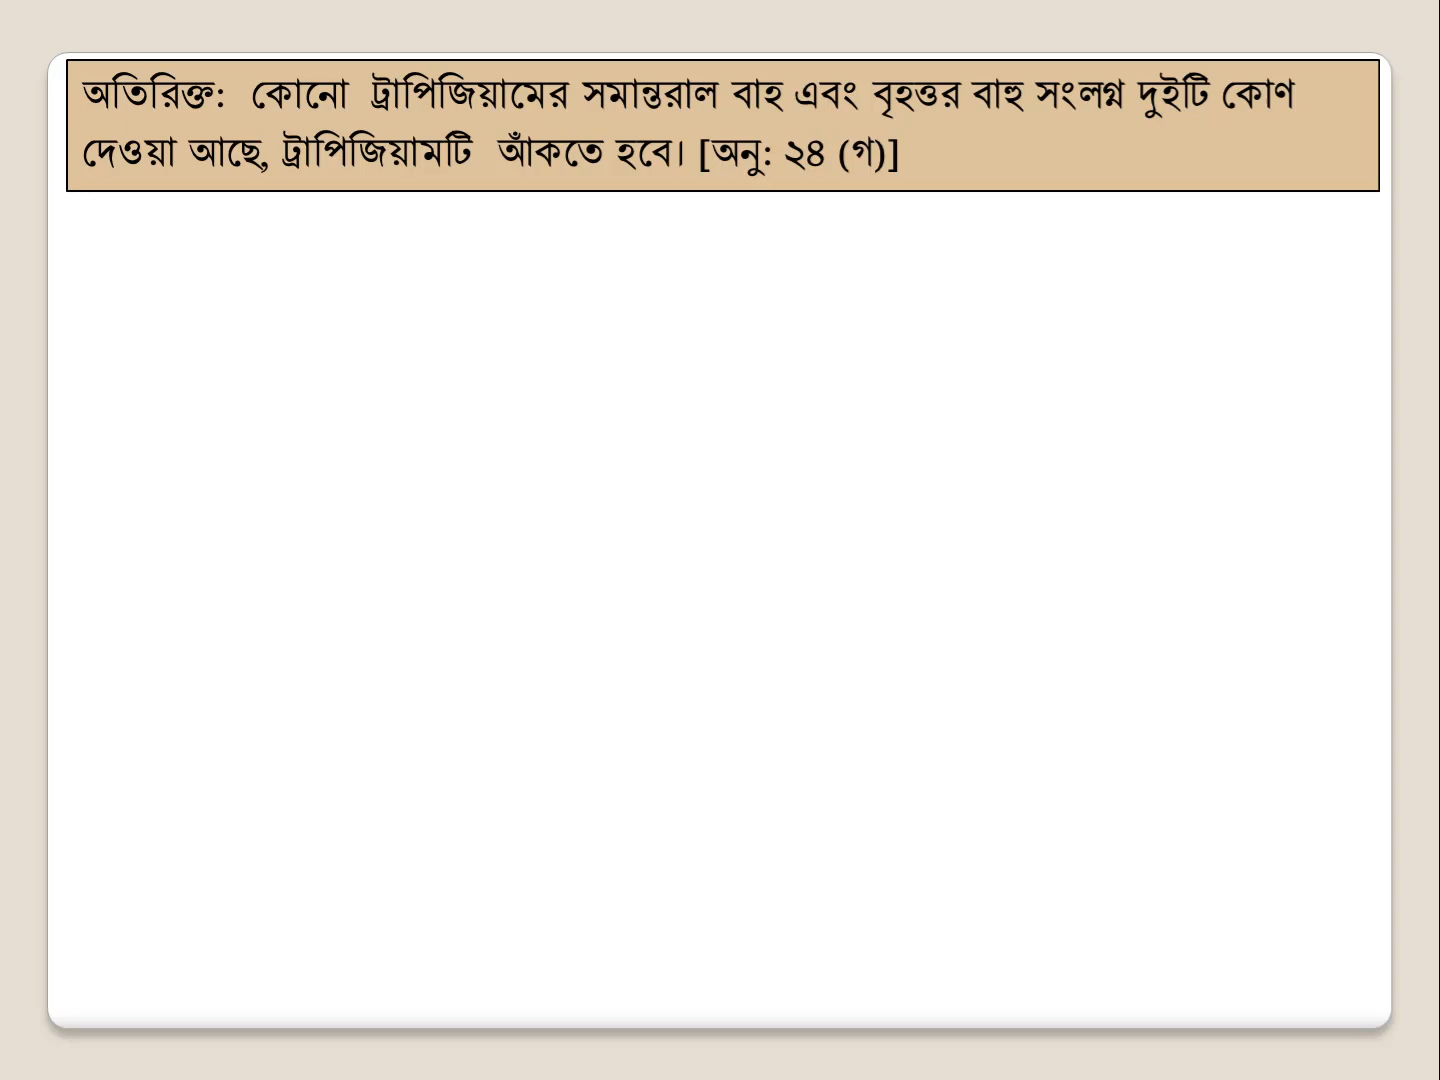 অতিরিক্ত: কোনো ট্রাপিজিয়ামের সমান্তরাল বাহ এবং বৃহত্তর বাহু সংলগ্ন দুইটি কোণ
দেওয়া আছে, ট্রাপিজিয়ামটি আঁকতে হবে। [অনু: ২৪ (গ)]